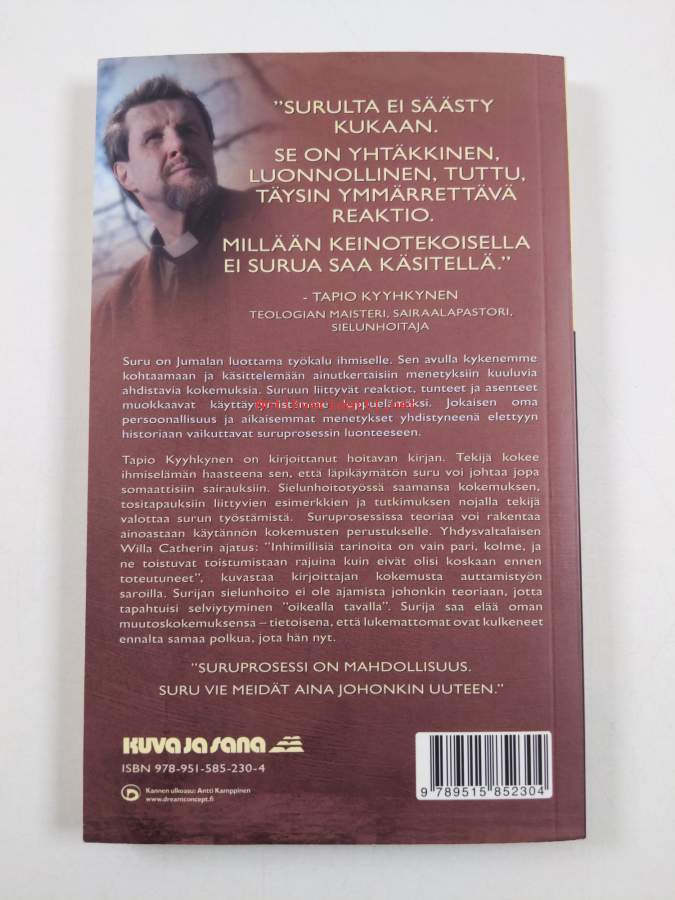 ”SURULTA EI SÄÄSTY
KUKAAN.
SE ON YHTÄKKINEN,
LUONNOLLINEN, TUTTU,
TÄYSIN YMMÄRRETTÄVÄ
REAKTIO.
MILLÄÄN KEINOTEKOISELLA
EI SURUA SAA KÄSITELLÄ.”
- TAPIO KYYHKYNEN
TEOLOGIAN MAISTERI, SAIRAALAPASTORI,
SIELUNHOITAJA
Suru on Jumalan luottama työkalu ihmiselle. Sen avulla kykenemme
kohtaamaan ja käsittelemään ainutkertaisiin menetyksiin kuuluvia
ahdistavia kokemuksia. Suruun liittyvät reaktiot, tunteet ja asenteet
muokkaavat käyttäytymistämme loppuelämäksi. Jokaisen oma
persoonallisuus ja aikaisemmat menetykset yhdistyneenä elettyyn
historiaan vaikuttavat suruprosessin luonteeseen.
Tapio Kyyhkynen on kirjoittanut hoitavan kirjan. Tekijä kokee
ihmiselämän haasteena sen, että läpikäymätön suru voi johtaa jopa
somaattisiin sairauksiin. Sielunhoitotyössä saamansa kokemuksen,
tositapauksiin liittyvien esimerkkien ja tutkimuksen nojalla tekijä
valottaa surun työstämistä. Suruprosessissa teoriaa voi rakentaa
ainoastaan käytännön kokemusten perustukselle. Yhdysvaltalaisen
Willa Catherin ajatus: ”Inhimillisiä tarinoita on vain pari, kolme, ja
ne toistuvat toistumistaan rajuina kuin eivät olisi koskaan ennen
toteutuneet”, kuvastaa kirjoittajan kokemusta auttamistyön
saroilla. Surijan sielunhoito ei ole ajamista johonkin teoriaan, jotta
tapahtuisi selviytyminen ”oikealla tavalla”. Surija saa elää oman
muutoskokemuksensa – tietoisena, että lukemattomat ovat kulkeneet
ennalta samaa polkua, jota hän nyt.
”SURUPROSESSI ON MAHDOLLISUUS.
SURU VIE MEIDÄT AINA JOHONKIN UUTEEN.”
KUVA JA SANA
ISBN 978-951-585-230-4
Kannen ulkoasu: Antti Kamppinen
www.dreamconcept.fi
9 789515 852304